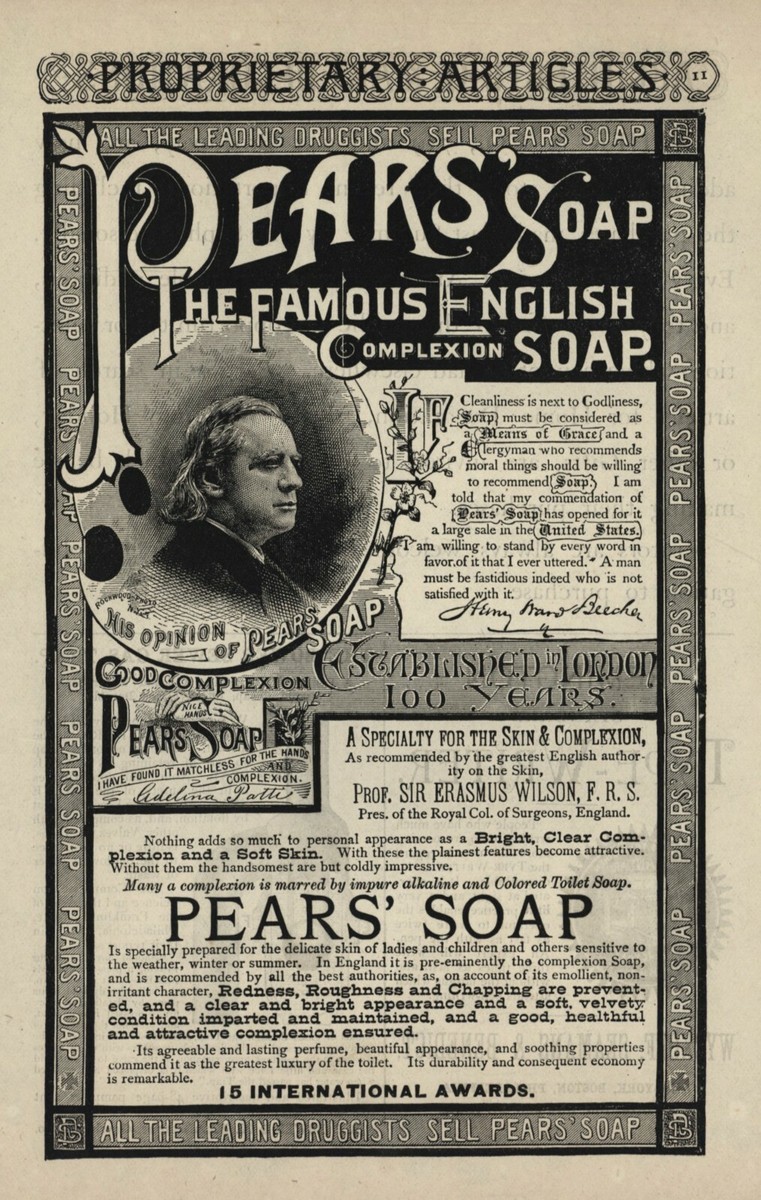 PROPRIETARY: ARTICLES. 11
ALL THE LEADING DRUGGISTS SELL PEARS' SOAP
PEARS'S SOAP
THE FAMOUS ENGLISH
COMPLEXION SOAP.
PEARS' SOAP PEARS' SOAP PEARS' SOAP PEARS' SOAP PEARS' SOAP
PEARS' SOAP PEARS' SOAP PEARS' SOAP PEARS' SOAP PEARS' SOAP
IF Cleanliness is next to Godliness,
Soap must be considered as
a Means of Grace and a
Clergyman who recommends
moral things should be willing
to recommend Soap. I am
told that my commendation of
Pears' Soap has opened for it
a large sale in the United States.
I am willing to stand by every word in
favor of it that I ever uttered. A man
must be fastidious indeed who is not
satisfied with it.
Henry Ward Beecher
ROCKWOOD-PHOTO
HIS OPINION OF PEARS' SOAP
ESTABLISHED in LONDON
100 YEARS.
GOOD COMPLEXION
NICE
HANDS
PEARS' SOAP
I HAVE FOUND IT MATCHLESS FOR THE HANDS
AND
COMPLEXION.
Adelina Patti
A SPECIALTY FOR THE SKIN & COMPLEXION,
As recommended by the greatest English author-
ity on the Skin,
PROF. SIR ERASMUS WILSON, F. R. S.
Pres. of the Royal Col. of Surgeons, England.
Nothing adds so much to personal appearance as a Bright, Clear Com-
plexion and a Soft Skin. With these the plainest features become attractive.
Without them the handsomest are but coldly impressive.
Many a complexion is marred by impure alkaline and Colored Toilet Soap.
PEARS' SOAP
Is specially prepared for the delicate skin of ladies and children and others sensitive to
the weather, winter or summer. In England it is pre-eminently the complexion Soap,
and is recommended by all the best authorities, as, on account of its emollient, non-
irritant character, Redness, Roughness and Chapping are prevent-
ed, and a clear and bright appearance and a soft, velvety
condition imparted and maintained, and a good, healthful
and attractive complexion ensured.
Its agreeable and lasting perfume, beautiful appearance, and soothing properties
commend it as the greatest luxury of the toilet. Its durability and consequent economy
is remarkable.
15 INTERNATIONAL AWARDS.
ALL THE LEADING DRUGGISTS SELL PEARS' SOAP